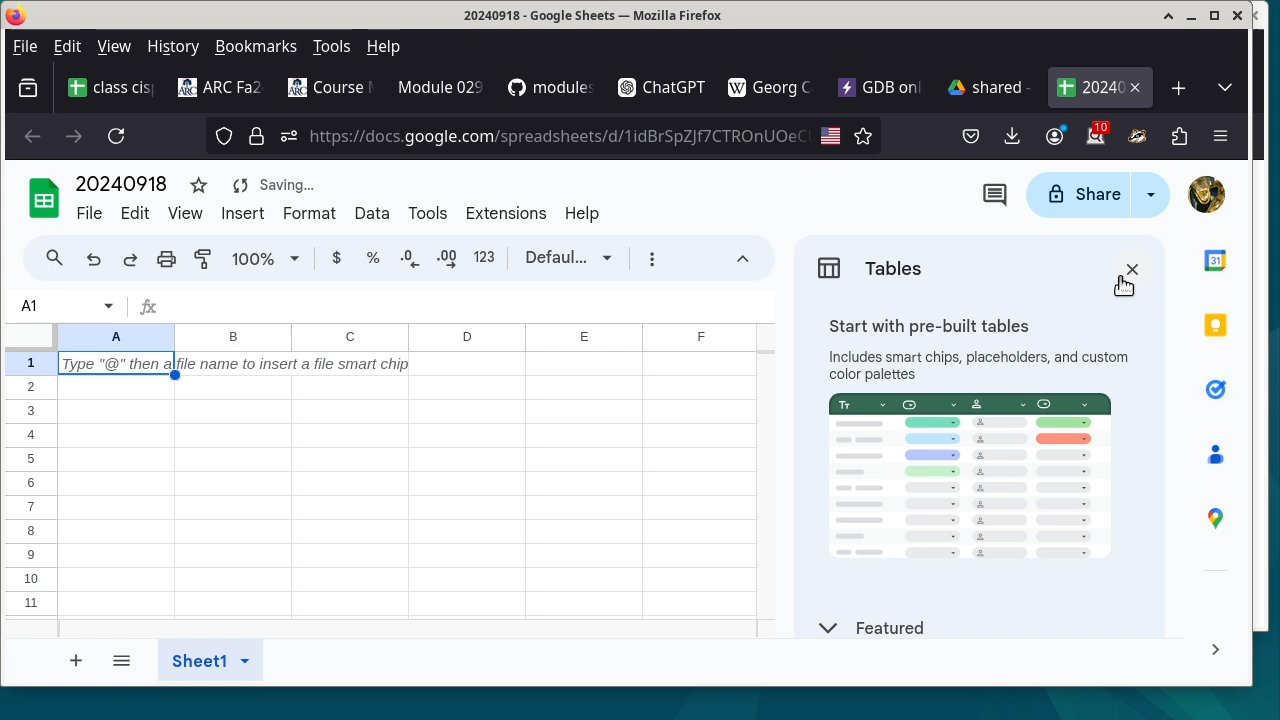 20240918 - Google Sheets — Mozilla Firefox
File Edit View History Bookmarks Tools Help
class cisp ARC Fa2 Course M Module 029 modules ChatGPT Georg C GDB onl shared - 20240
https://docs.google.com/spreadsheets/d/1idBrSpZJf7CTROnUOeC 10
20240918 Saving…
File Edit View Insert Format Data Tools Extensions Help
Share
100% $ % .0 .00 123 Defaul...
A1 fx
Tables
31
Start with pre-built tables
Includes smart chips, placeholders, and custom
color palettes
Tт
A B C D E F
1 Type "@" then a file name to insert a file smart chip
2
3
4
5
6
7
8
9
10
11
Featured
Sheet1